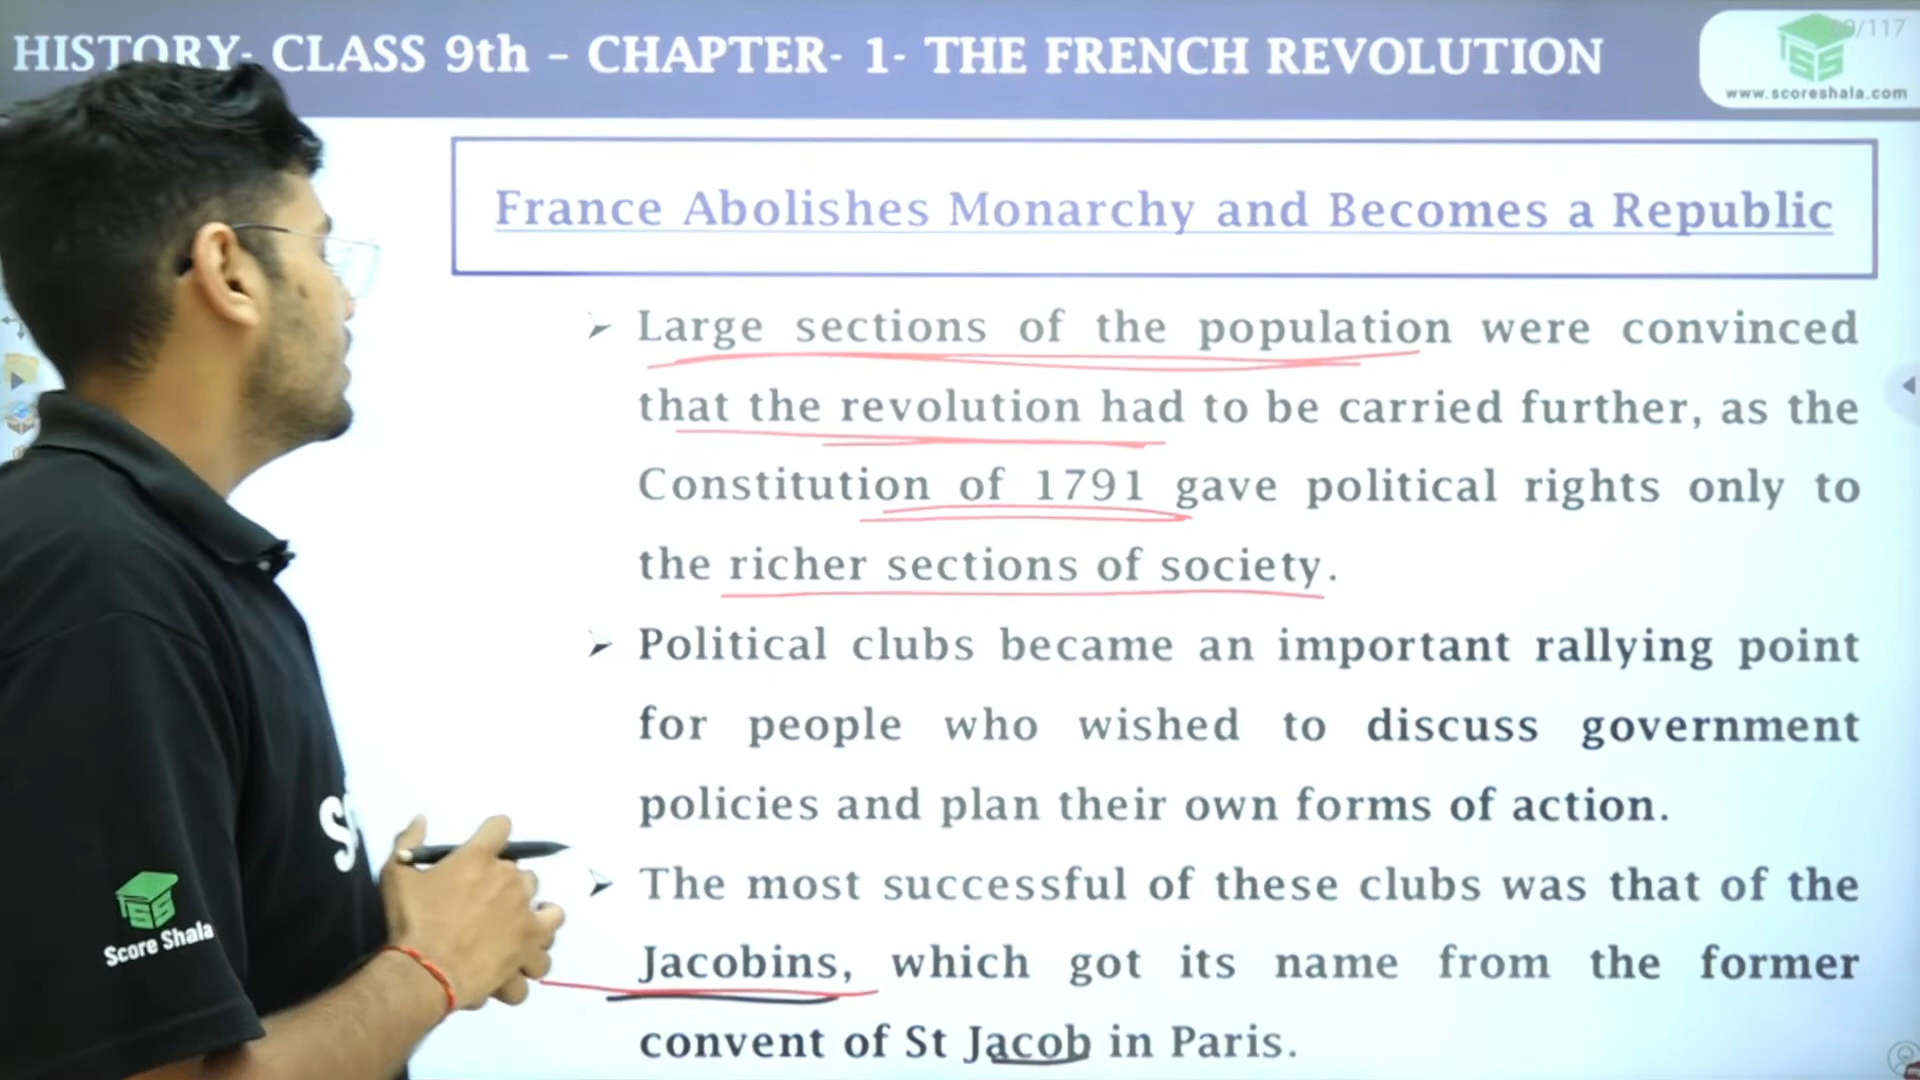 HISTORY- CLASS 9th – CHAPTER- 1- THE FRENCH REVOLUTION
/117
www.scoreshala.com
France Abolishes Monarchy and Becomes a Republic
➢ Large sections of the population were convinced
that the revolution had to be carried further, as the
Constitution of 1791 gave political rights only to
the richer sections of society.
➢ Political clubs became an important rallying point
for people who wished to discuss government
policies and plan their own forms of action.
➢ The most successful of these clubs was that of the
Jacobins, which got its name from the former
convent of St Jacob in Paris.
SS
Score Shala